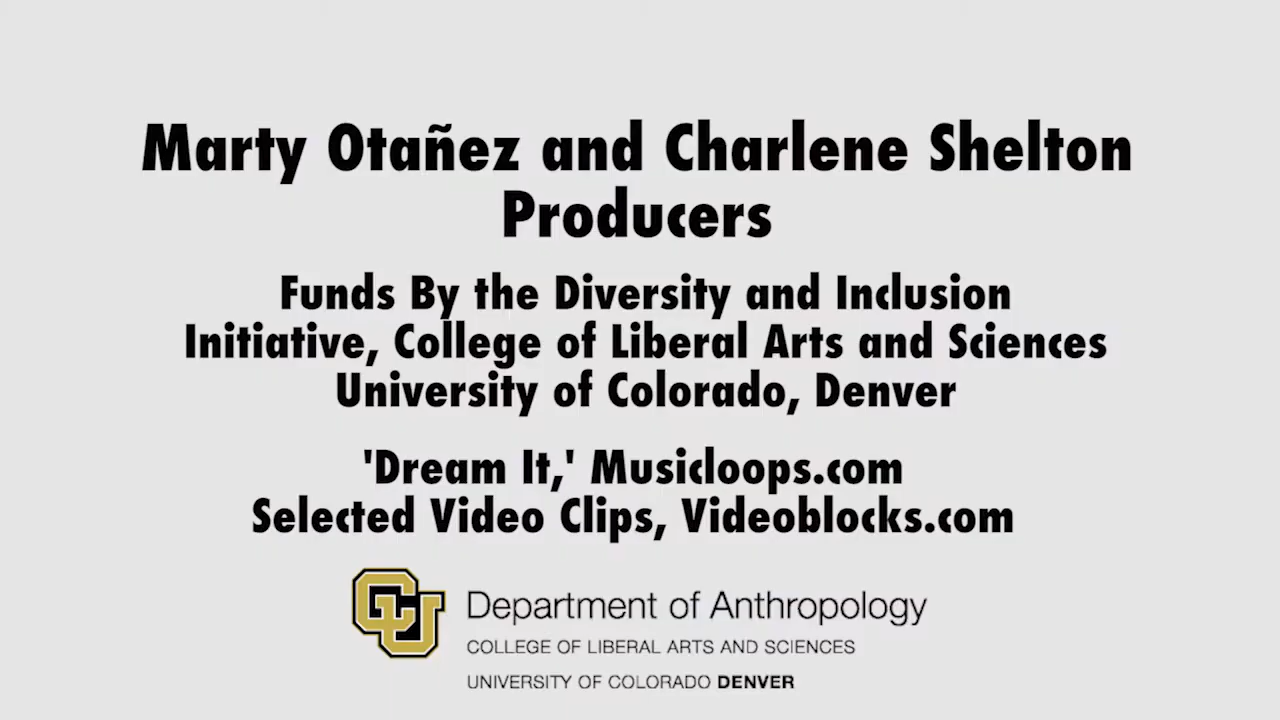 Marty Otañez and Charlene Shelton
Producers
Funds By the Diversity and Inclusion
Initiative, College of Liberal Arts and Sciences
University of Colorado, Denver
'Dream It,' Musicloops.com
Selected Video Clips, Videoblocks.com
CU
Department of Anthropology
COLLEGE OF LIBERAL ARTS AND SCIENCES
UNIVERSITY OF COLORADO DENVER